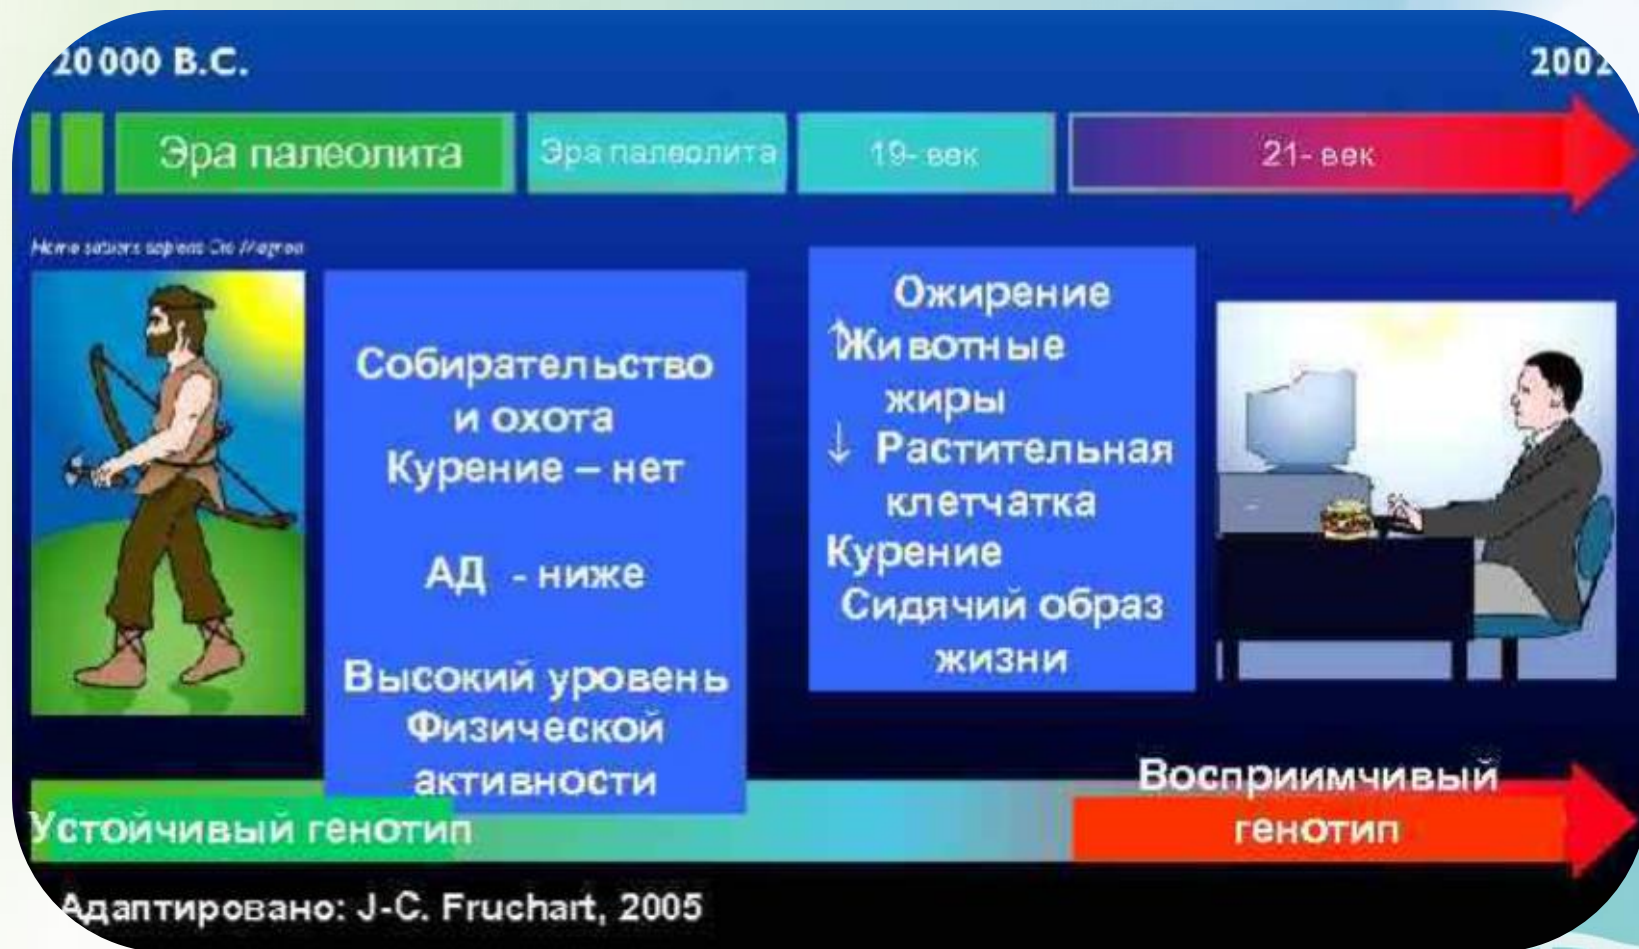 20 000 B.C.
2002
Эра палеолита
Эра палеолита
19- век
21- век
Собирательство
и охота
Курение – нет
АД - ниже
Высокий уровень
Физической
активности
Ожирение
↑Животные
жиры
↓ Растительная
клетчатка
Курение
Сидячий образ
жизни
Устойчивый генотип
Восприимчивый
генотип
Адаптировано: J-C. Fruchart, 2005